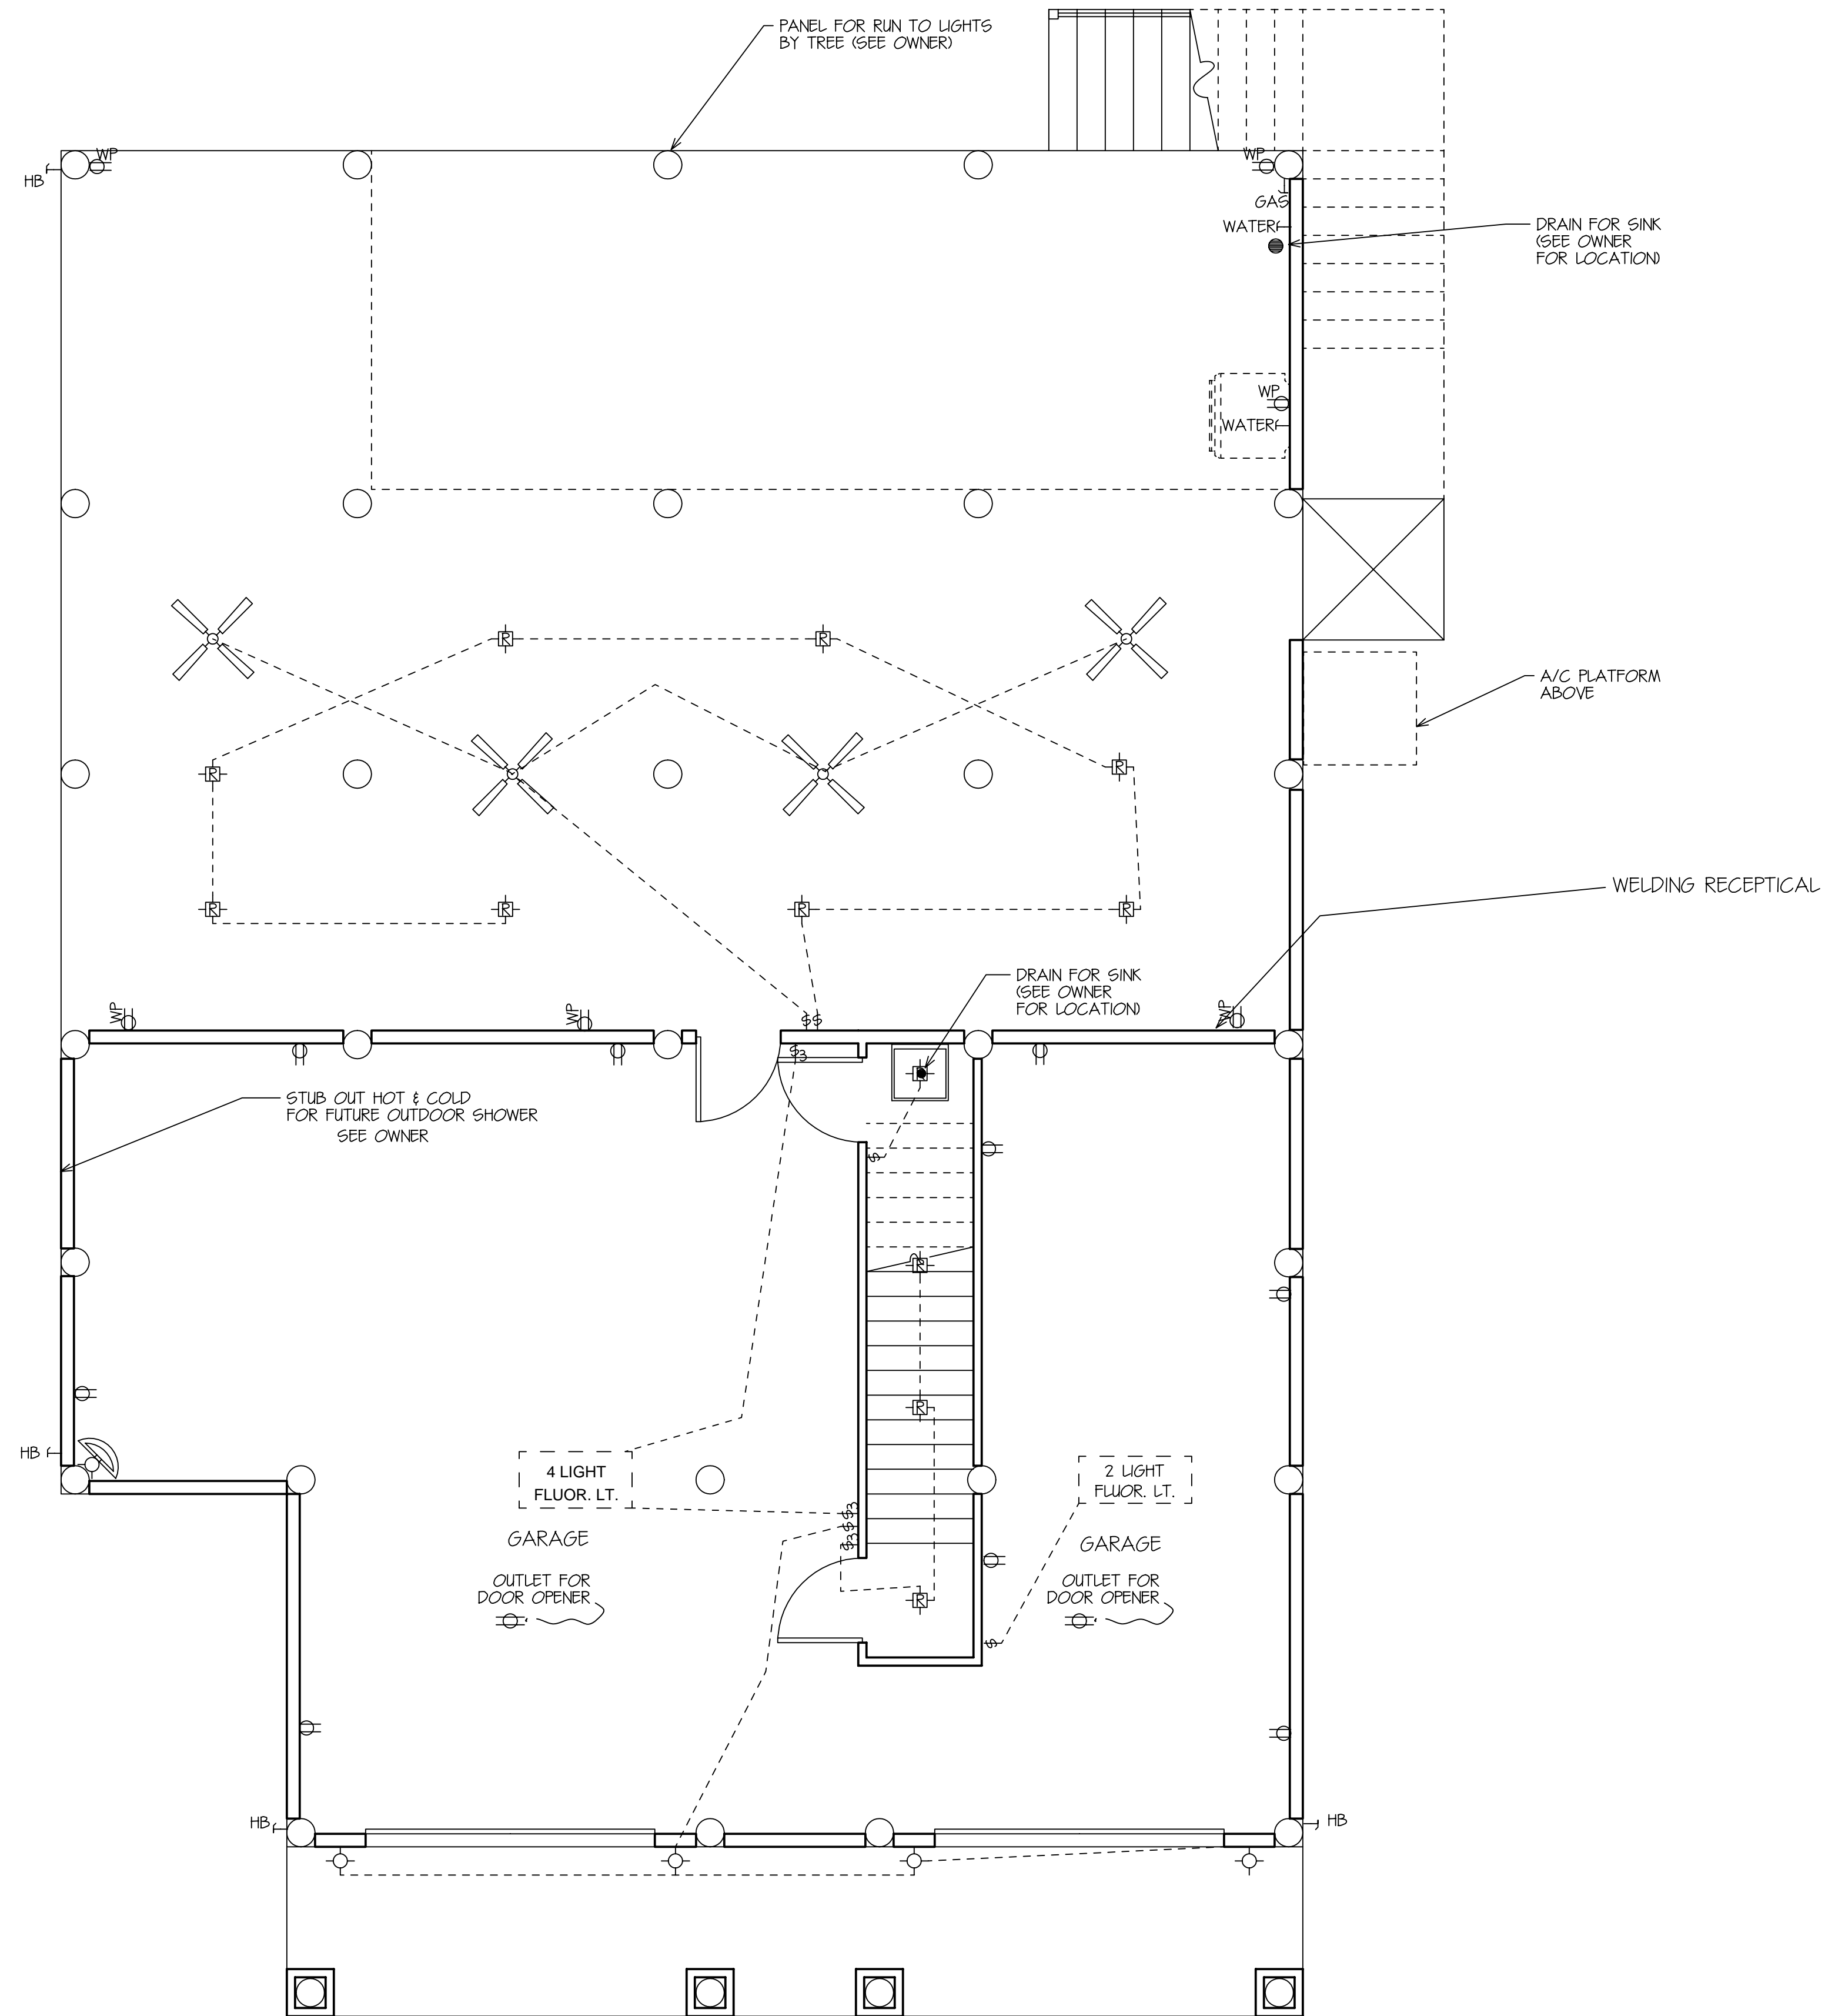 PANEL FOR RUN TO LIGHTS
BY TREE (SEE OWNER)
WP
HB
WP
GAS
WATER
DRAIN FOR SINK
(SEE OWNER
FOR LOCATION)
WP
WATER
R
R
A/C PLATFORM
ABOVE
R
R
WELDING RECEPTICAL
R
R
R
R
DRAIN FOR SINK
(SEE OWNER
FOR LOCATION)
WP
WP
WP
$$
$3
R
STUB OUT HOT & COLD
FOR FUTURE OUTDOOR SHOWER
SEE OWNER
$
R
R
HB
4 LIGHT
FLUOR. LT.
2 LIGHT
FLUOR. LT.
$$3
$$
$3
GARAGE
GARAGE
OUTLET FOR
DOOR OPENER
OUTLET FOR
DOOR OPENER
R
$
HB
HB